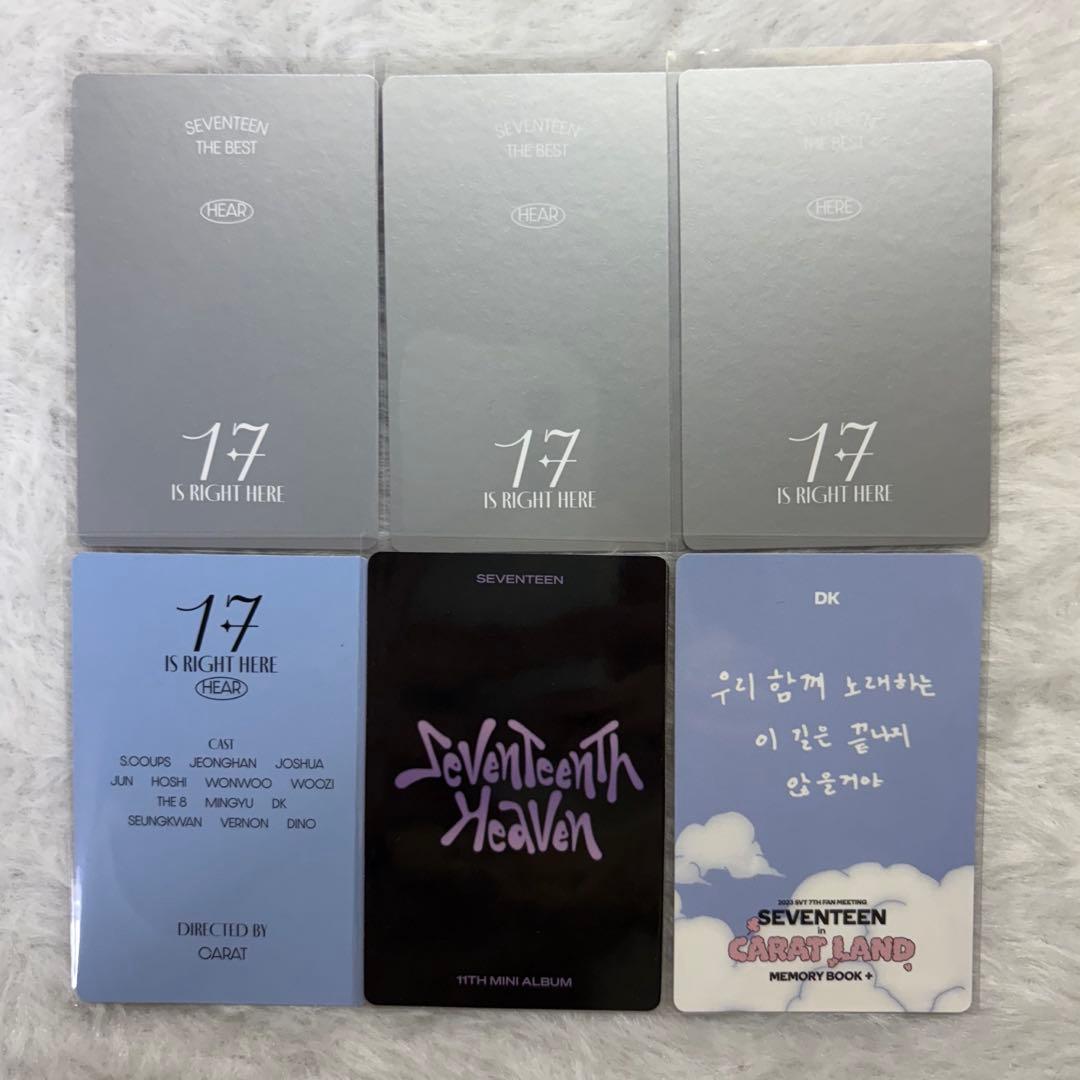 SEVENTEEN
THE BEST
HEAR
17
IS RIGHT HERE
SEVENTEEN
THE BEST
HEAR
17
IS RIGHT HERE
SEVENTEEN
THE BEST
HERE
17
IS RIGHT HERE
17
IS RIGHT HERE
HEAR
CAST
S.COUPS JEONGHAN JOSHUA
JUN HOSHI WONWOO WOOZI
THE 8 MINGYU DK
SEUNGKWAN VERNON DINO
DIRECTED BY
CARAT
SEVENTEEN
SEVENTEENTH
HEAVEN
11TH MINI ALBUM
DK
우리 함께 노래하는
이 길은 끝나지
않을거야
2023 SVT 7TH FAN MEETING
SEVENTEEN
in
CARAT LAND
MEMORY BOOK +